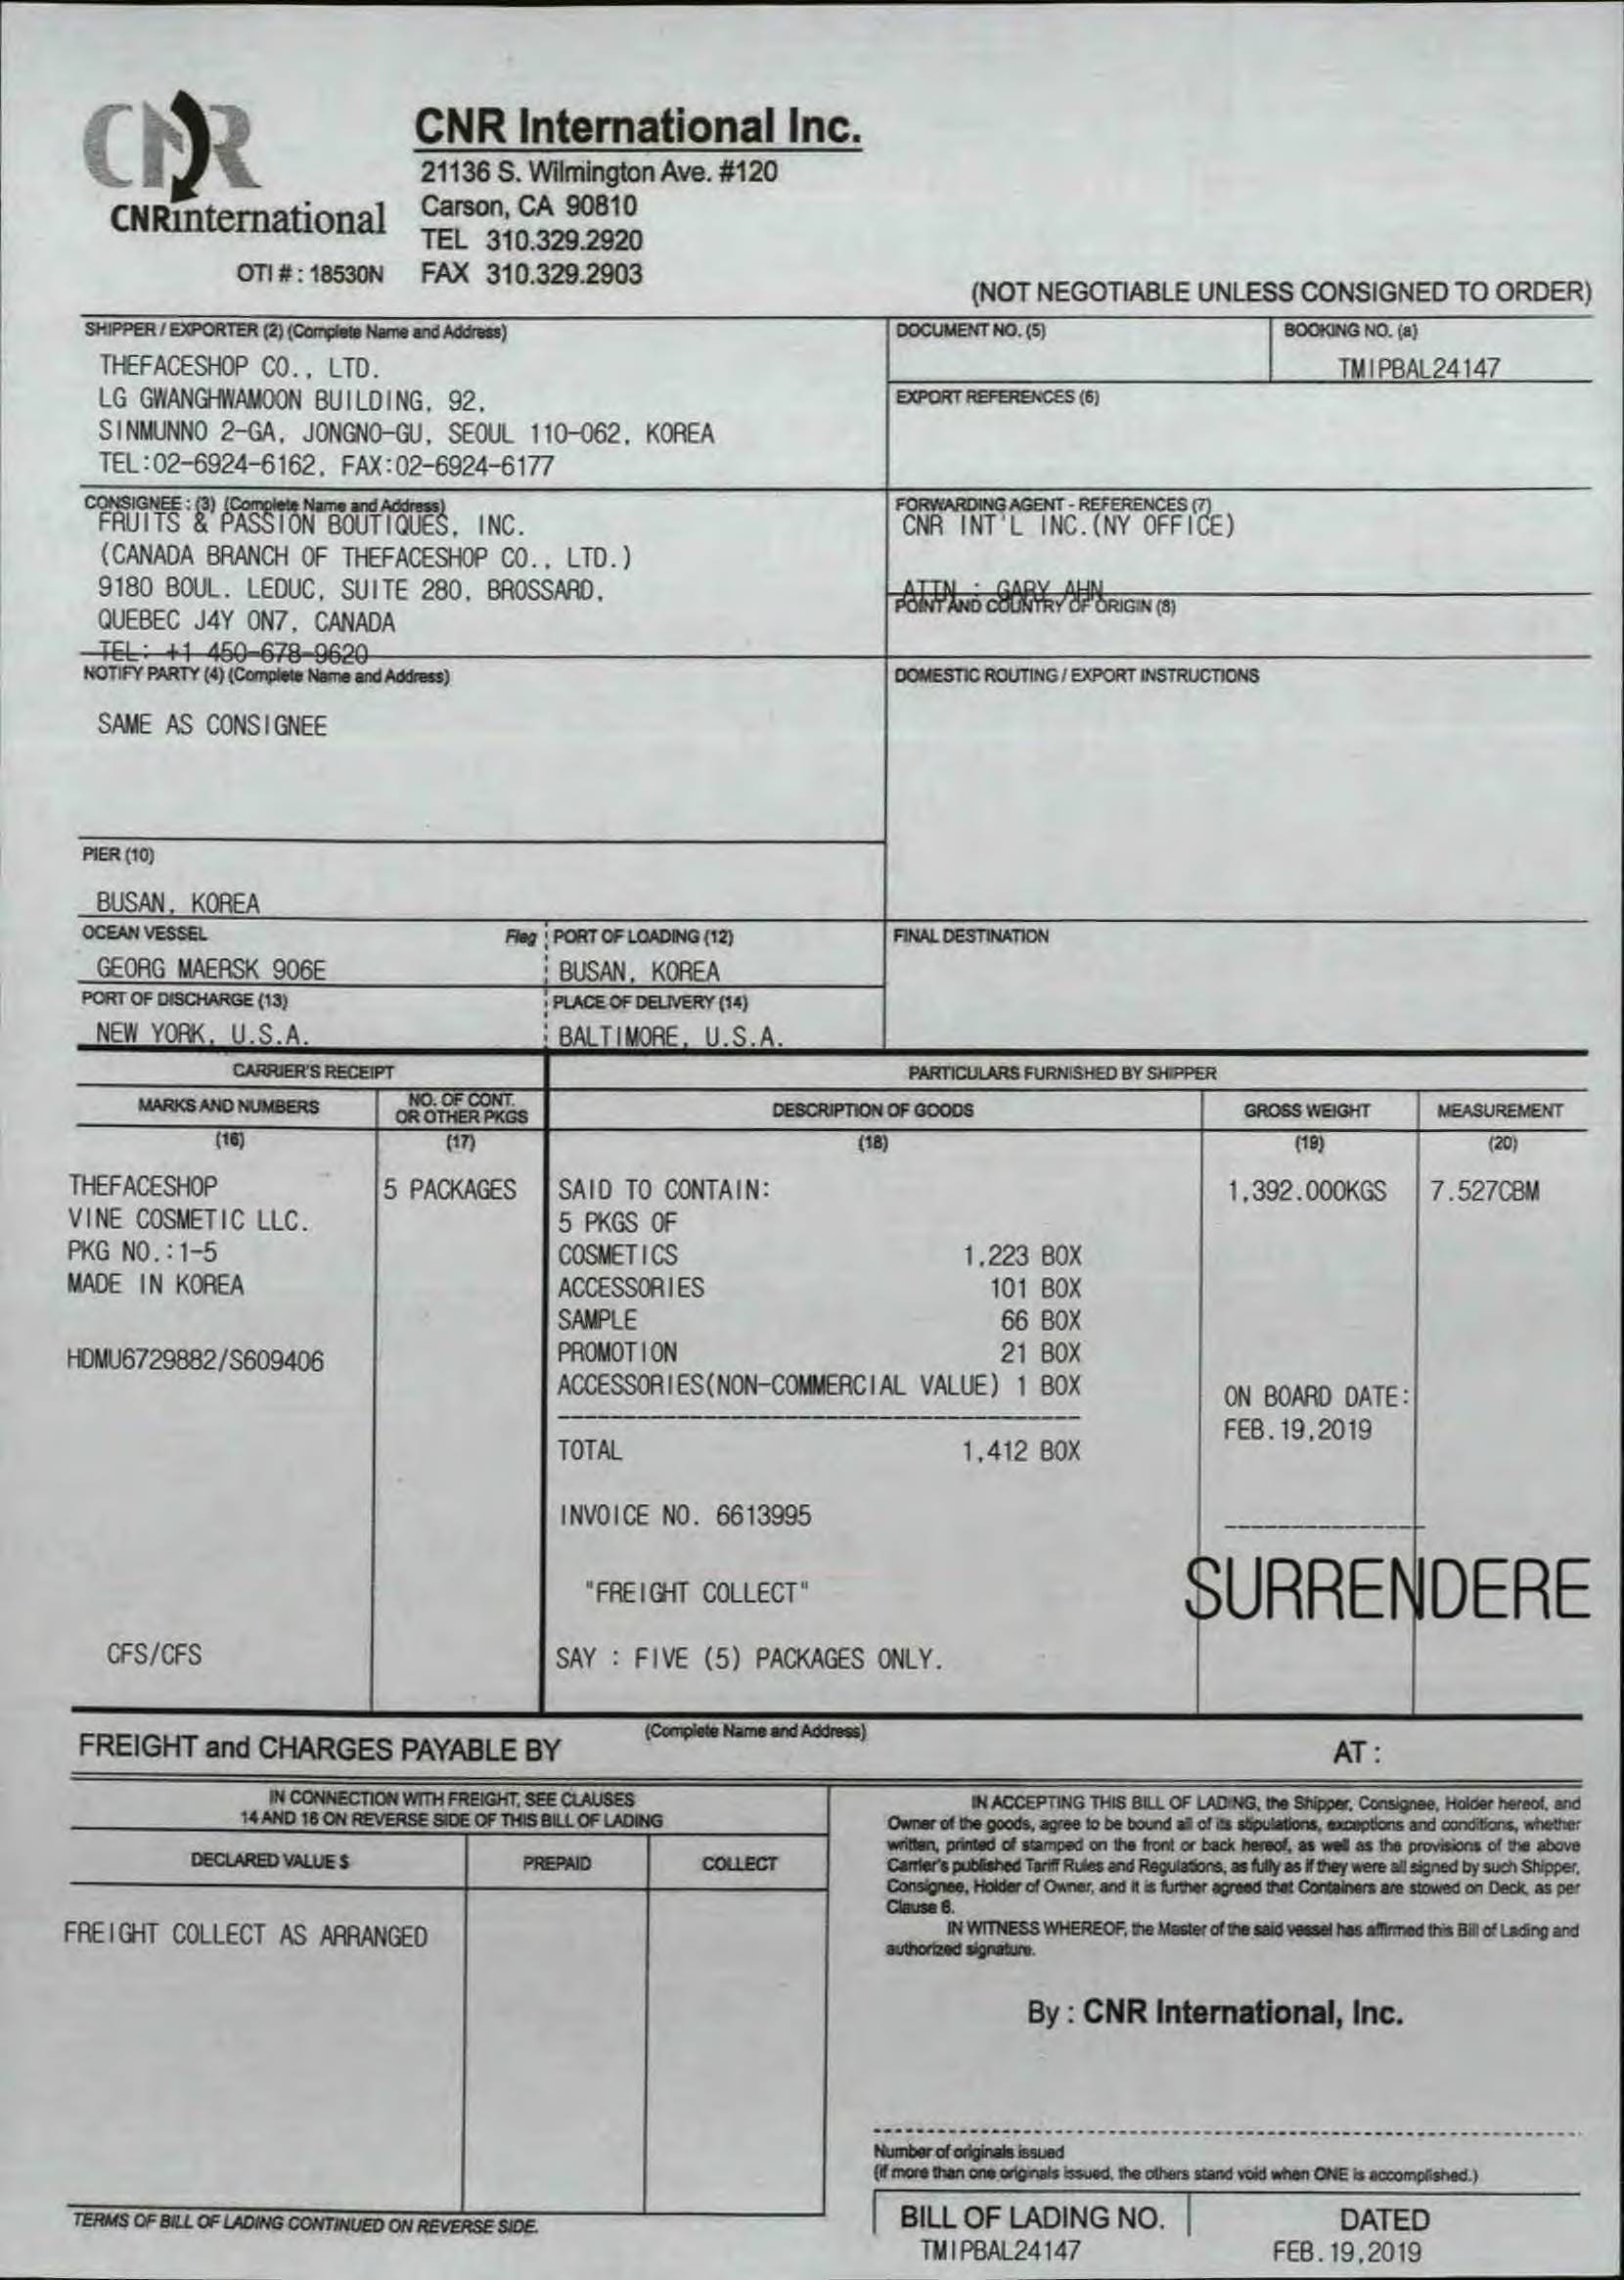 CNR
CNRinternational
OTI # : 18530N
CNR International Inc.
21136 S. Wilmington Ave. #120
Carson, CA 90810
TEL 310.329.2920
FAX 310.329.2903
(NOT NEGOTIABLE UNLESS CONSIGNED TO ORDER)
SHIPPER / EXPORTER (2) (Complete Name and Address)
THEFACESHOP CO., LTD.
LG GWANGHWAMOON BUILDING, 92,
SINMUNNO 2-GA, JONGNO-GU, SEOUL 110-062, KOREA
TEL:02-6924-6162, FAX:02-6924-6177
DOCUMENT NO. (5)
BOOKING NO. (a)
TMIPBAL24147
EXPORT REFERENCES (6)
CONSIGNEE : (3) (Complete Name and Address)
FRUITS & PASSION BOUTIQUES, INC.
(CANADA BRANCH OF THEFACESHOP CO., LTD.)
9180 BOUL. LEDUC, SUITE 280, BROSSARD,
QUEBEC J4Y ON7, CANADA
TEL: +1 450-678-9620
FORWARDING AGENT - REFERENCES (7)
CNR INT'L INC.(NY OFFICE)
ATTN : GARY AHN
POINT AND COUNTRY OF ORIGIN (8)
NOTIFY PARTY (4) (Complete Name and Address)
SAME AS CONSIGNEE
DOMESTIC ROUTING / EXPORT INSTRUCTIONS
PIER (10)
BUSAN, KOREA
OCEAN VESSEL Flag
GEORG MAERSK 906E
PORT OF LOADING (12)
BUSAN, KOREA
FINAL DESTINATION
PORT OF DISCHARGE (13)
NEW YORK, U.S.A.
PLACE OF DELIVERY (14)
BALTIMORE, U.S.A.
CARRIER'S RECEIPT
PARTICULARS FURNISHED BY SHIPPER
MARKS AND NUMBERS
NO. OF CONT.
OR OTHER PKGS
DESCRIPTION OF GOODS
GROSS WEIGHT
MEASUREMENT
(16) (17) (18) (19) (20)
THEFACESHOP
VINE COSMETIC LLC.
PKG NO.:1-5
MADE IN KOREA
HDMU6729882/S609406
CFS/CFS
5 PACKAGES
SAID TO CONTAIN:
5 PKGS OF
COSMETICS 1,223 BOX
ACCESSORIES 101 BOX
SAMPLE 66 BOX
PROMOTION 21 BOX
ACCESSORIES(NON-COMMERCIAL VALUE) 1 BOX
TOTAL 1,412 BOX
INVOICE NO. 6613995
"FREIGHT COLLECT"
SAY : FIVE (5) PACKAGES ONLY.
1,392.000KGS
7.527CBM
ON BOARD DATE:
FEB.19,2019
SURRENDERE
FREIGHT and CHARGES PAYABLE BY
(Complete Name and Address)
AT :
IN CONNECTION WITH FREIGHT, SEE CLAUSES
14 AND 16 ON REVERSE SIDE OF THIS BILL OF LADING
DECLARED VALUE $
PREPAID
COLLECT
FREIGHT COLLECT AS ARRANGED
IN ACCEPTING THIS BILL OF LADING, the Shipper, Consignee, Holder hereof, and
Owner of the goods, agree to be bound all of its stipulations, exceptions and conditions, whether
written, printed of stamped on the front or back hereof, as well as the provisions of the above
Carrier's published Tariff Rules and Regulations, as fully as if they were all signed by such Shipper,
Consignee, Holder of Owner, and it is further agreed that Containers are stowed on Deck, as per
Clause 6.
IN WITNESS WHEREOF, the Master of the said vessel has affirmed this Bill of Lading and
authorized signature.
By : CNR International, Inc.
Number of originals issued
(if more than one originals issued, the others stand void when ONE is accomplished.)
TERMS OF BILL OF LADING CONTINUED ON REVERSE SIDE.
BILL OF LADING NO.
TMIPBAL24147
DATED
FEB.19,2019